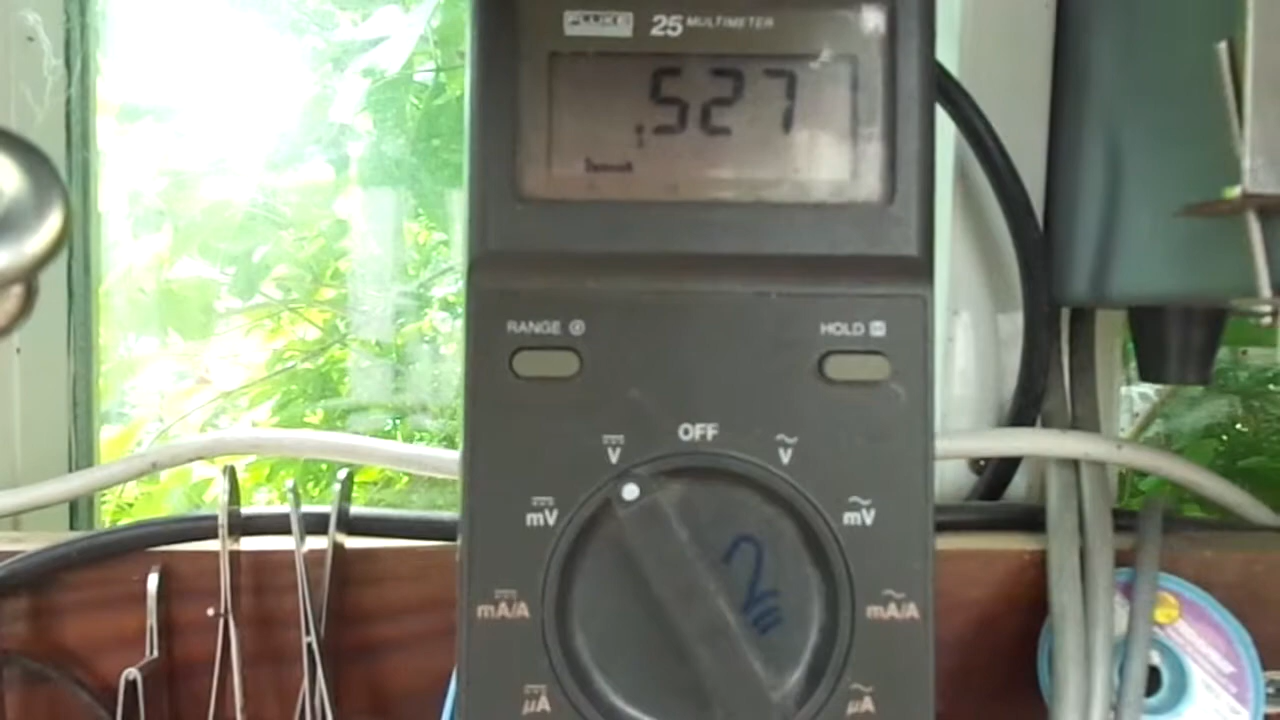 FLUKE 25 MULTIMETER
.527
RANGE HOLD H
OFF
V V
mV mV
mA/A mA/A
µA µA